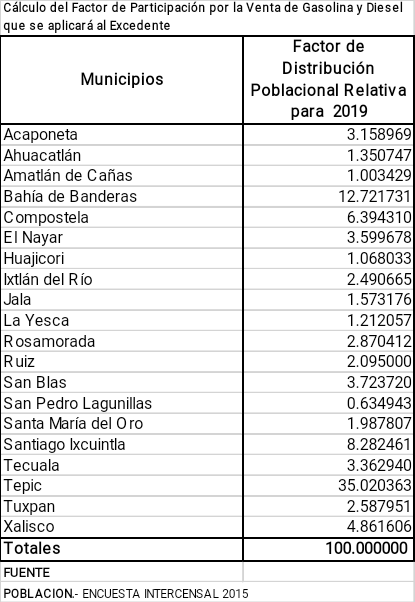 Cálculo del Factor de Participación por la Venta de Gasolina y Diesel
que se aplicará al Excedente
Municipios
Factor de
Distribución
Poblacional Relativa
para 2019
Acaponeta 3.158969
Ahuacatlán 1.350747
Amatlán de Cañas 1.003429
Bahía de Banderas 12.721731
Compostela 6.394310
El Nayar 3.599678
Huajicori 1.068033
Ixtlán del Río 2.490665
Jala 1.573176
La Yesca 1.212057
Rosamorada 2.870412
Ruiz 2.095000
San Blas 3.723720
San Pedro Lagunillas 0.634943
Santa María del Oro 1.987807
Santiago Ixcuintla 8.282461
Tecuala 3.362940
Tepic 35.020363
Tuxpan 2.587951
Xalisco 4.861606
Totales 100.000000
FUENTE
POBLACION.- ENCUESTA INTERCENSAL 2015